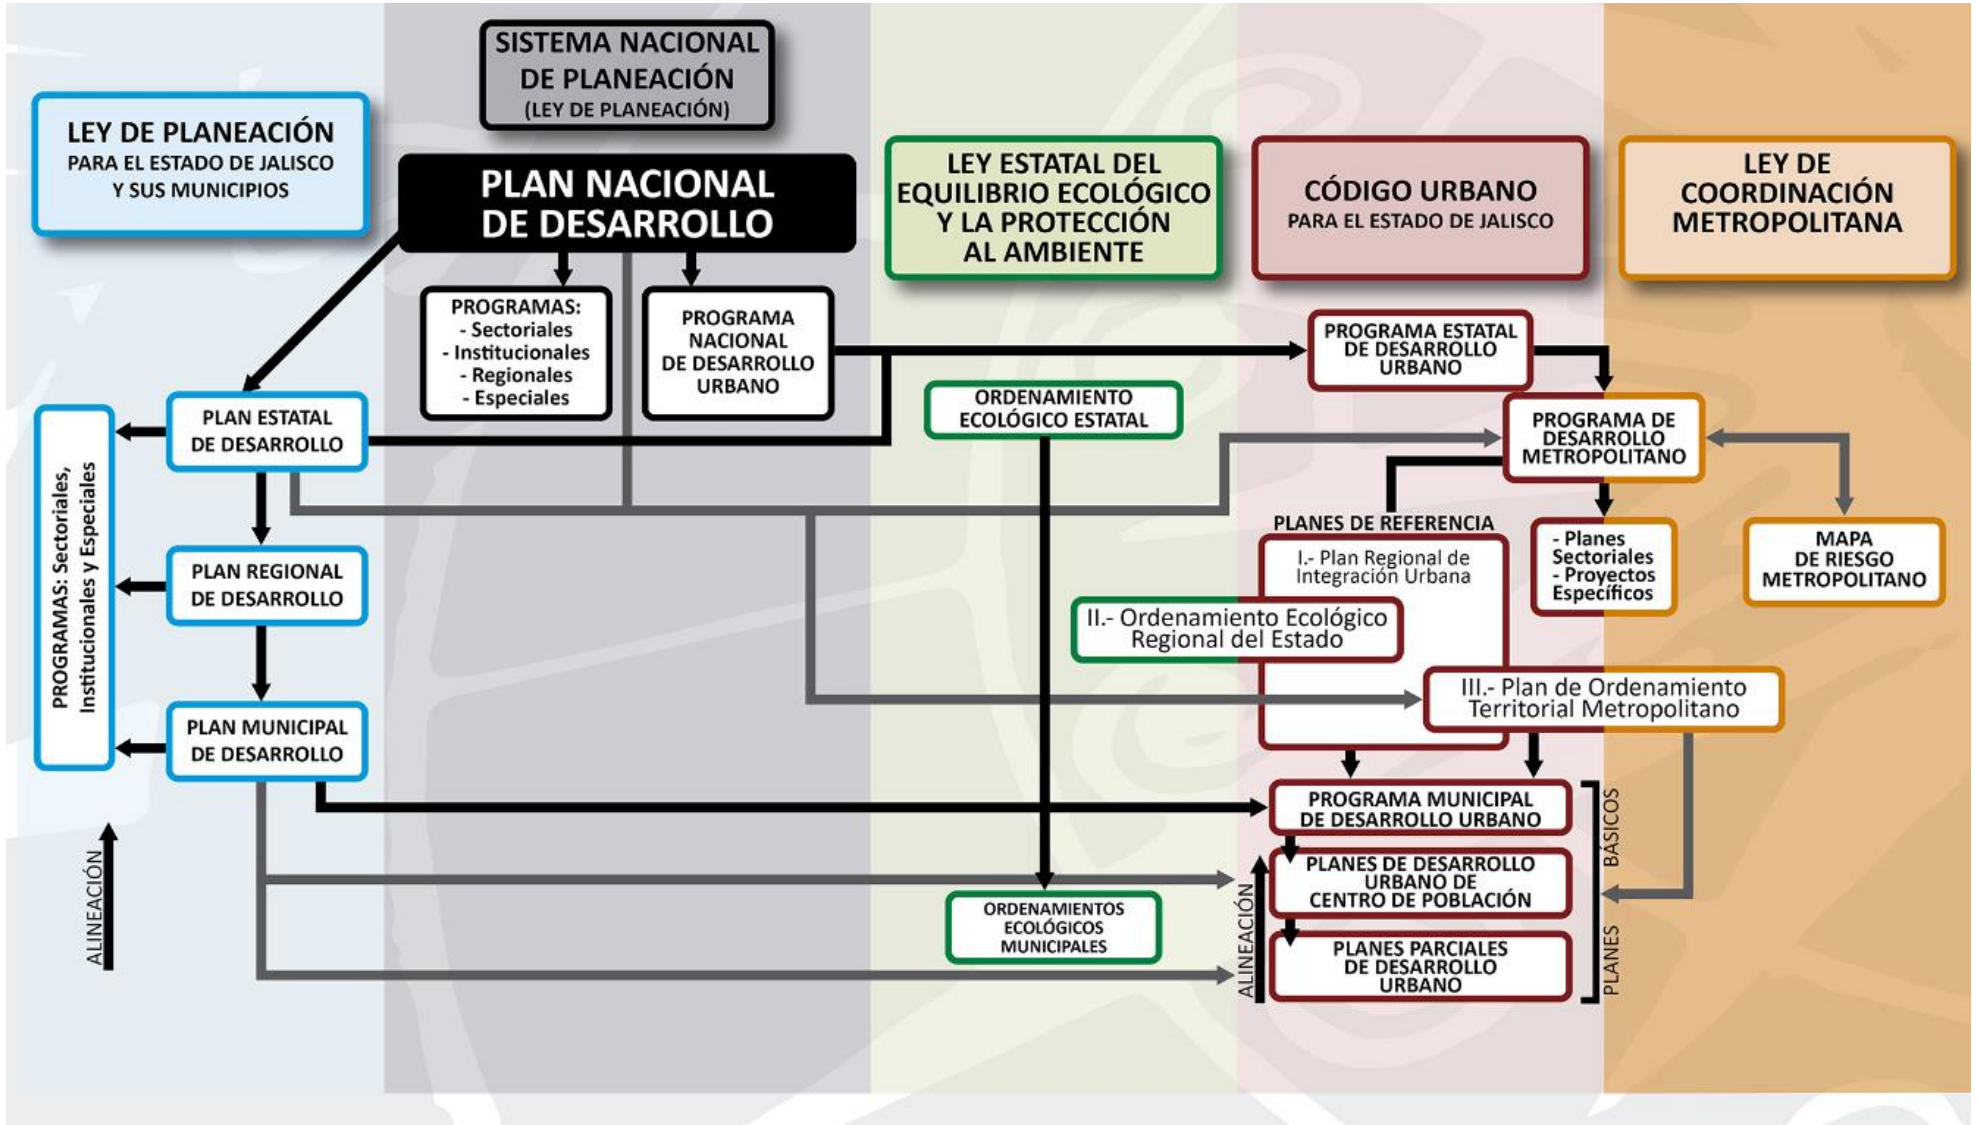 SISTEMA NACIONAL
DE PLANEACIÓN
(LEY DE PLANEACIÓN)
LEY DE PLANEACIÓN
PARA EL ESTADO DE JALISCO
Y SUS MUNICIPIOS
PLAN NACIONAL
DE DESARROLLO
LEY ESTATAL DEL
EQUILIBRIO ECOLÓGICO
Y LA PROTECCIÓN
AL AMBIENTE
CÓDIGO URBANO
PARA EL ESTADO DE JALISCO
LEY DE
COORDINACIÓN
METROPOLITANA
PROGRAMAS:
- Sectoriales
- Institucionales
- Regionales
- Especiales
PROGRAMA
NACIONAL
DE DESARROLLO
URBANO
PROGRAMA ESTATAL
DE DESARROLLO
URBANO
ORDENAMIENTO
ECOLÓGICO ESTATAL
PLAN ESTATAL
DE DESARROLLO
PROGRAMA DE
DESARROLLO
METROPOLITANO
PROGRAMAS: Sectoriales,
Institucionales y Especiales
PLANES DE REFERENCIA
I.- Plan Regional de
Integración Urbana
- Planes
Sectoriales
- Proyectos
Específicos
MAPA
DE RIESGO
METROPOLITANO
PLAN REGIONAL
DE DESARROLLO
II.- Ordenamiento Ecológico
Regional del Estado
III.- Plan de Ordenamiento
Territorial Metropolitano
PLAN MUNICIPAL
DE DESARROLLO
PROGRAMA MUNICIPAL
DE DESARROLLO URBANO
PLANES DE DESARROLLO
URBANO DE
CENTRO DE POBLACIÓN
PLANES PARCIALES
DE DESARROLLO
URBANO
PLANES BÁSICOS
ALINEACIÓN
ORDENAMIENTOS
ECOLÓGICOS
MUNICIPALES
ALINEACIÓN